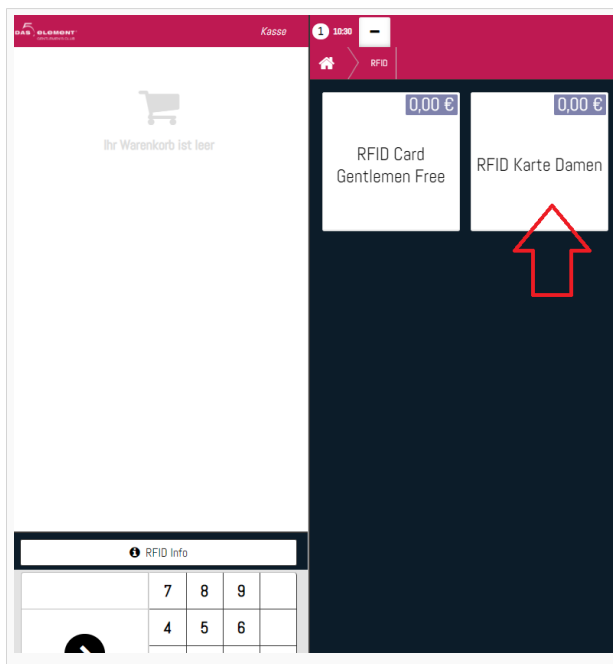 DAS 5 ELEMENT
Kasse
Ihr Warenkorb ist leer
RFID Info
7 8 9
4 5 6
1 10:30
RFID
0,00 €
RFID Card
Gentlemen Free
0,00 €
RFID Karte Damen